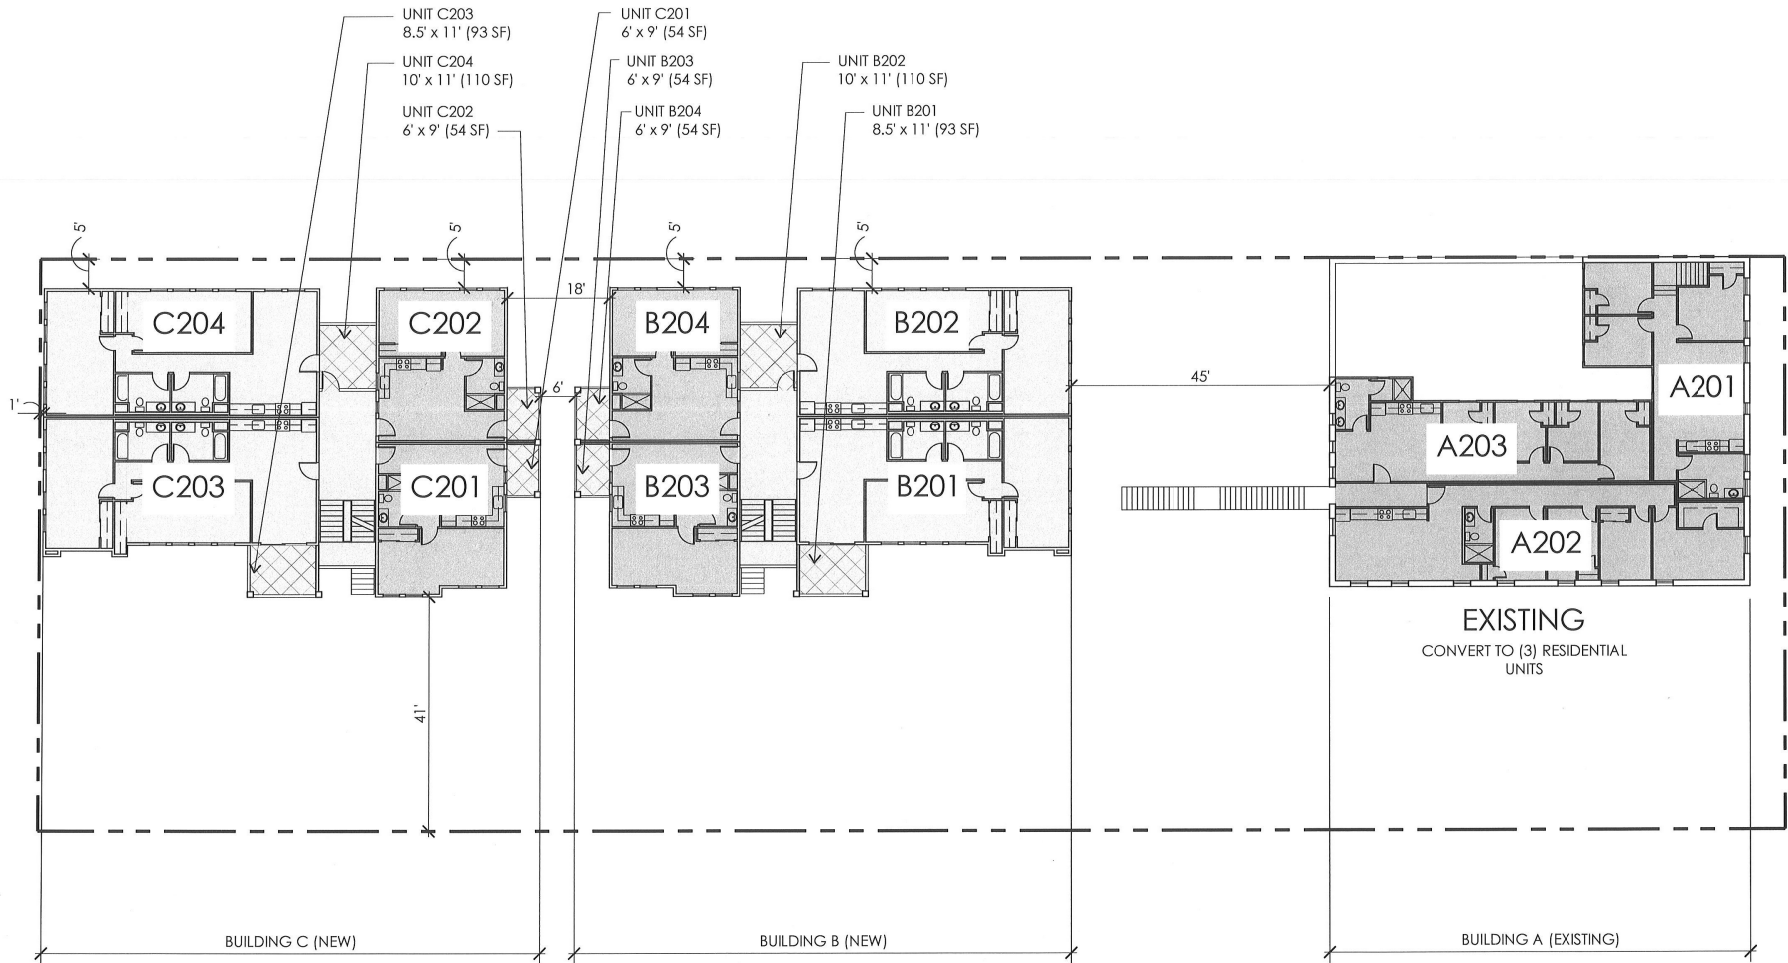 UNIT C203
8.5' x 11' (93 SF)
UNIT C204
10' x 11' (110 SF)
UNIT C202
6' x 9' (54 SF)
UNIT C201
6' x 9' (54 SF)
UNIT B203
6' x 9' (54 SF)
UNIT B204
6' x 9' (54 SF)
UNIT B202
10' x 11' (110 SF)
UNIT B201
8.5' x 11' (93 SF)
5'
5'
5'
5'
18'
C204
C202
B204
B202
A201
6'
45'
1'
A203
C203
C201
B203
B201
A202
EXISTING
CONVERT TO (3) RESIDENTIAL
UNITS
41'
BUILDING C (NEW)
BUILDING B (NEW)
BUILDING A (EXISTING)